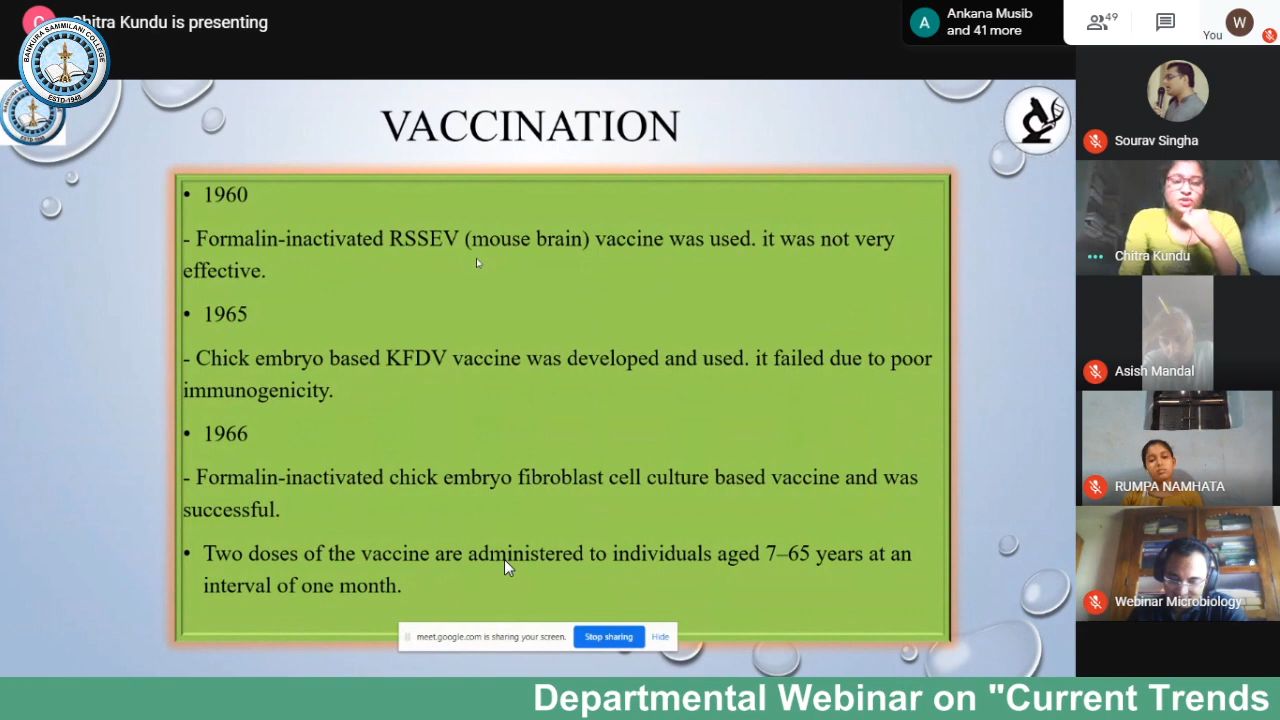 Chitra Kundu is presenting
Ankana Musib
and 41 more
49
You
BANKURA SAMMILANI COLLEGE
ESTD-1948
VACCINATION
• 1960
- Formalin-inactivated RSSEV (mouse brain) vaccine was used. it was not very
effective.
• 1965
- Chick embryo based KFDV vaccine was developed and used. it failed due to poor
immunogenicity.
• 1966
- Formalin-inactivated chick embryo fibroblast cell culture based vaccine and was
successful.
• Two doses of the vaccine are administered to individuals aged 7–65 years at an
interval of one month.
meet.google.com is sharing your screen.
Stop sharing
Hide
A
W
Sourav Singha
Chitra Kundu
Asish Mandal
RUMPA NAMHATA
Webinar Microbiology
Departmental Webinar on "Current Trends